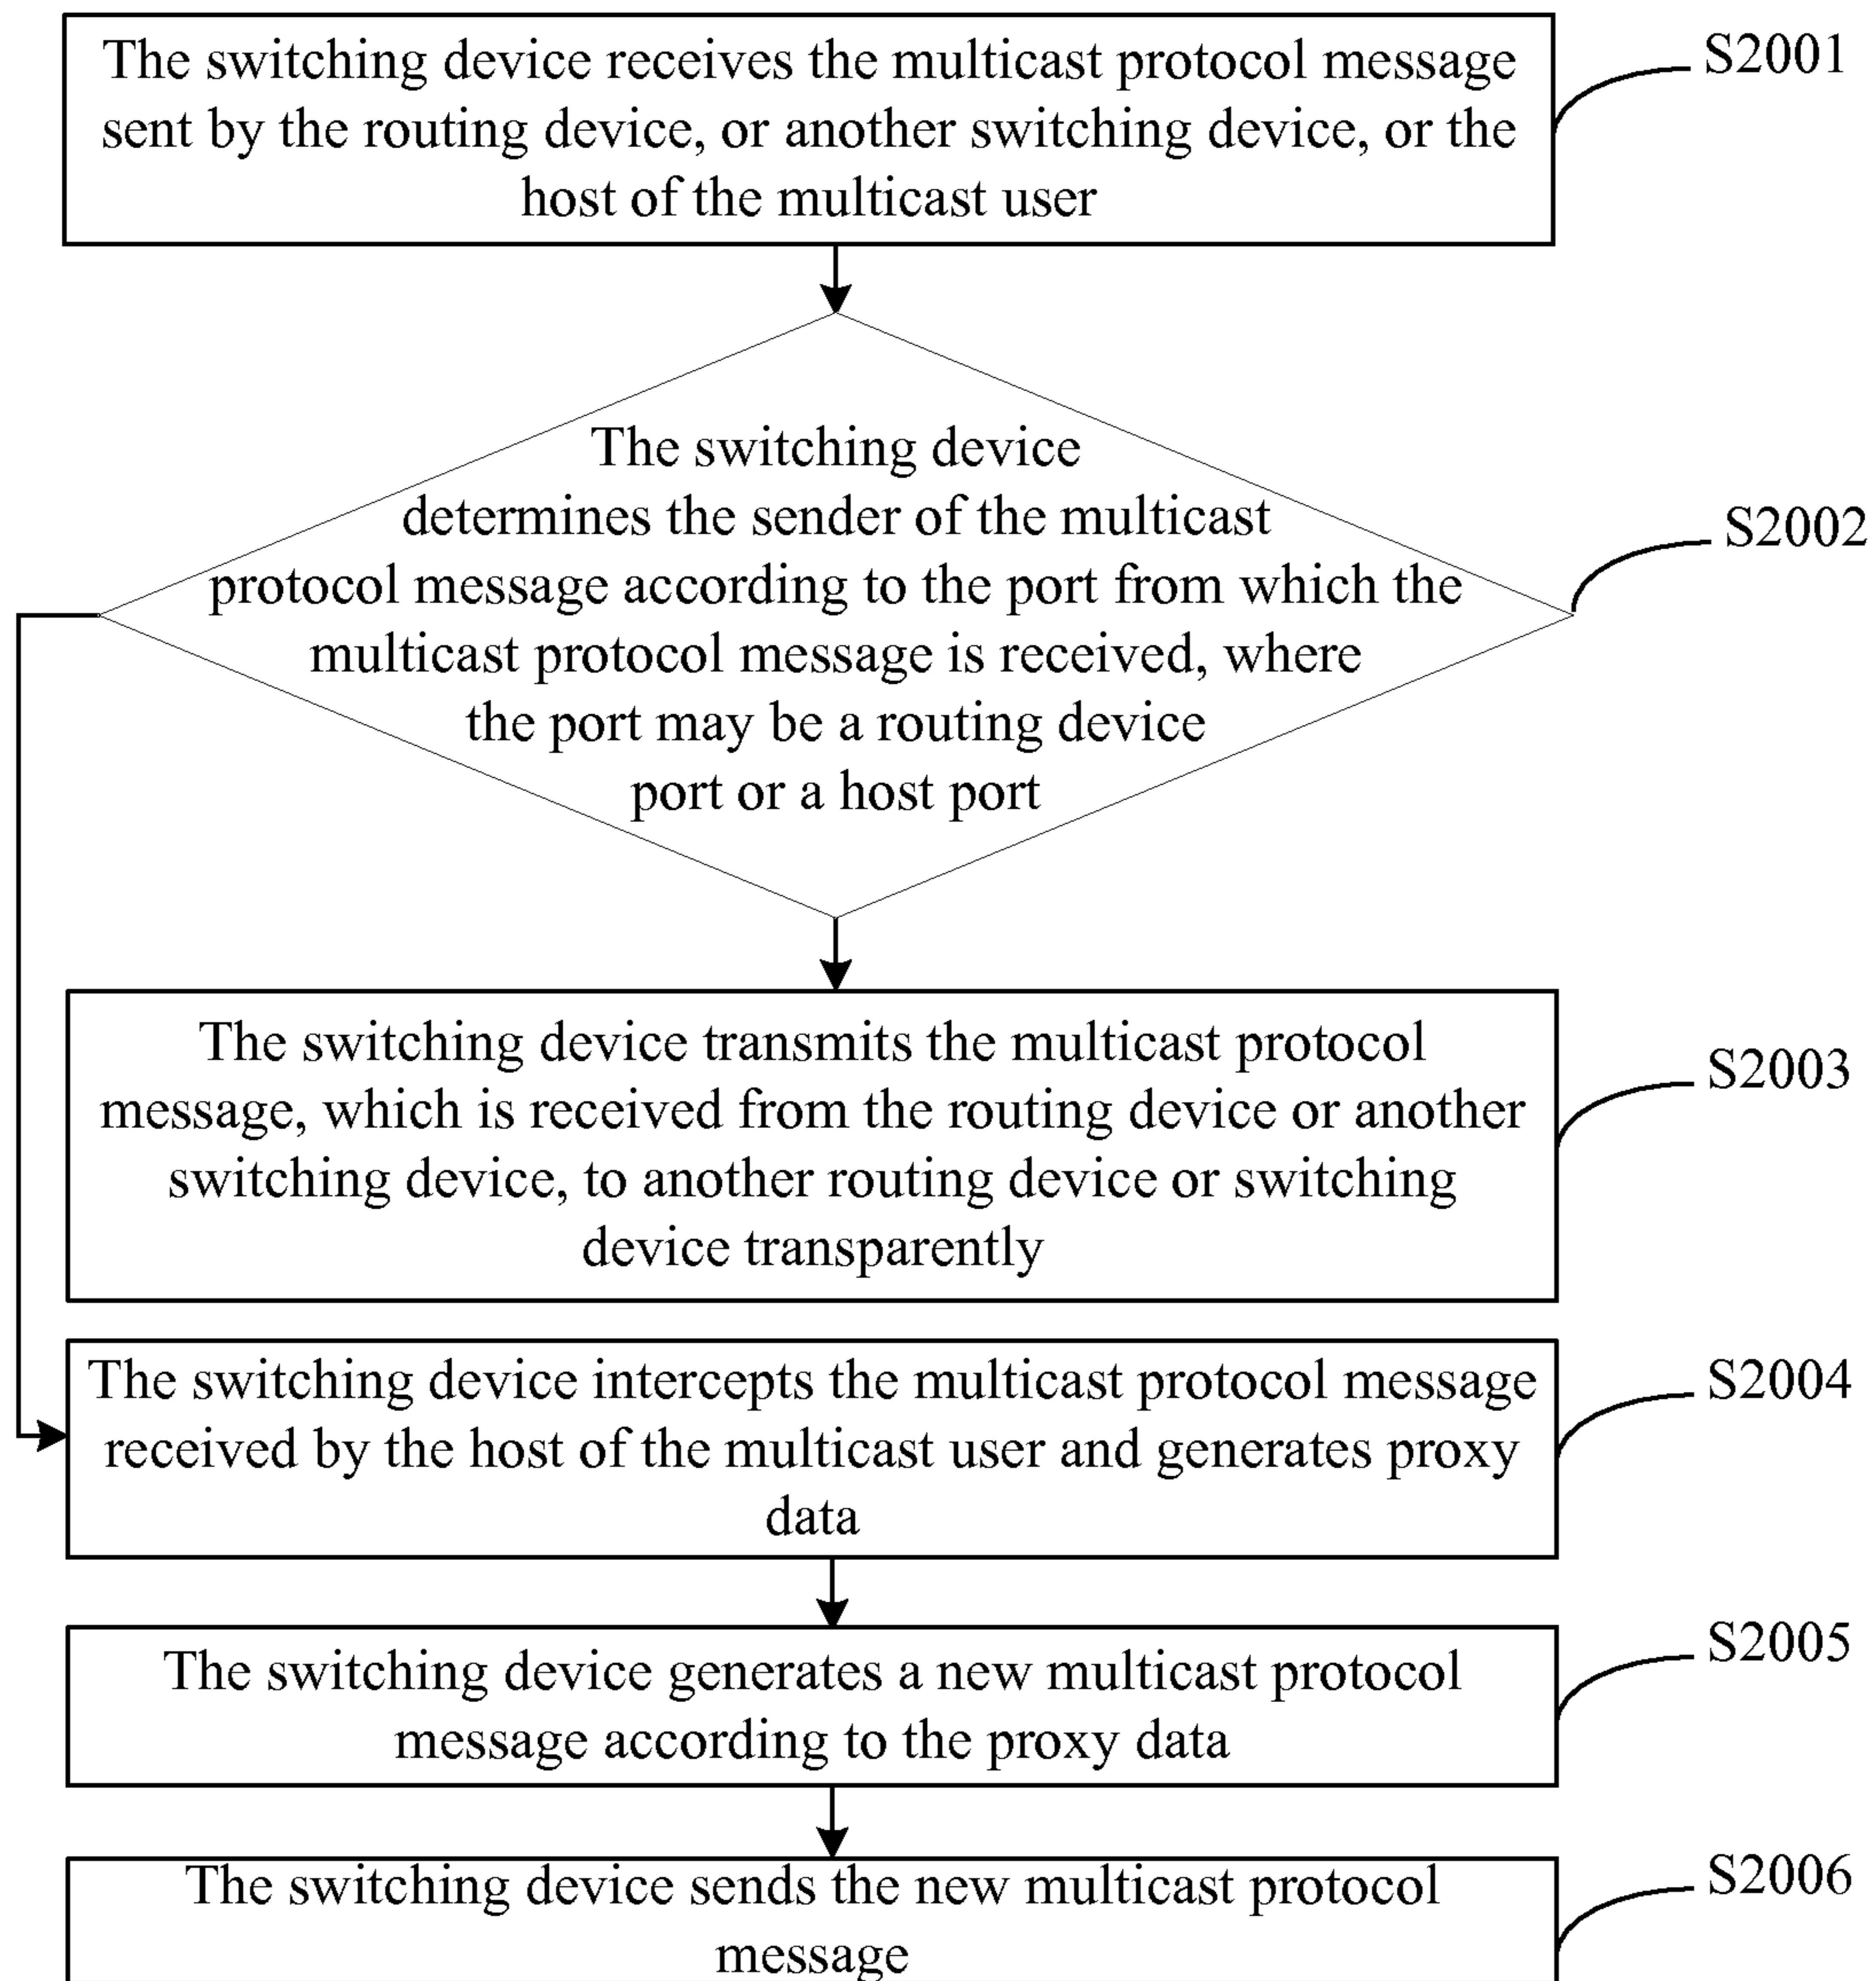 The switching device receives the multicast protocol message
sent by the routing device, or another switching device, or the
host of the multicast user
S2001
The switching device
determines the sender of the multicast
protocol message according to the port from which the
multicast protocol message is received, where
the port may be a routing device
port or a host port
S2002
The switching device transmits the multicast protocol
message, which is received from the routing device or another
switching device, to another routing device or switching
device transparently
S2003
The switching device intercepts the multicast protocol message
received by the host of the multicast user and generates proxy
data
S2004
The switching device generates a new multicast protocol
message according to the proxy data
S2005
The switching device sends the new multicast protocol
message
S2006